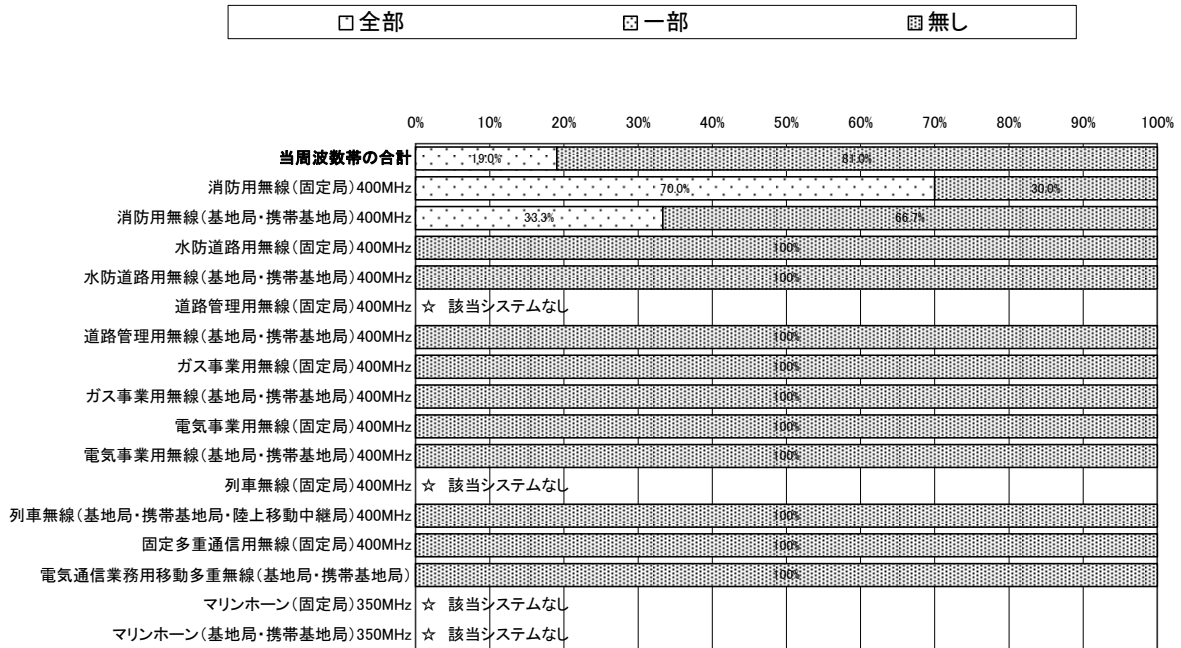 全部 一部 無し
0% 10% 20% 30% 40% 50% 60% 70% 80% 90% 100%
当周波数帯の合計 19.0% 81.0%
消防用無線(固定局)400MHz 70.0% 30.0%
消防用無線(基地局・携帯基地局)400MHz 33.3% 66.7%
水防道路用無線(固定局)400MHz 100%
水防道路用無線(基地局・携帯基地局)400MHz 100%
道路管理用無線(固定局)400MHz ☆ 該当システムなし
道路管理用無線(基地局・携帯基地局)400MHz 100%
ガス事業用無線(固定局)400MHz 100%
ガス事業用無線(基地局・携帯基地局)400MHz 100%
電気事業用無線(固定局)400MHz 100%
電気事業用無線(基地局・携帯基地局)400MHz 100%
列車無線(固定局)400MHz ☆ 該当システムなし
列車無線(基地局・携帯基地局・陸上移動中継局)400MHz 100%
固定多重通信用無線(固定局)400MHz 100%
電気通信業務用移動多重無線(基地局・携帯基地局) 100%
マリンホーン(固定局)350MHz ☆ 該当システムなし
マリンホーン(基地局・携帯基地局)350MHz ☆ 該当システムなし